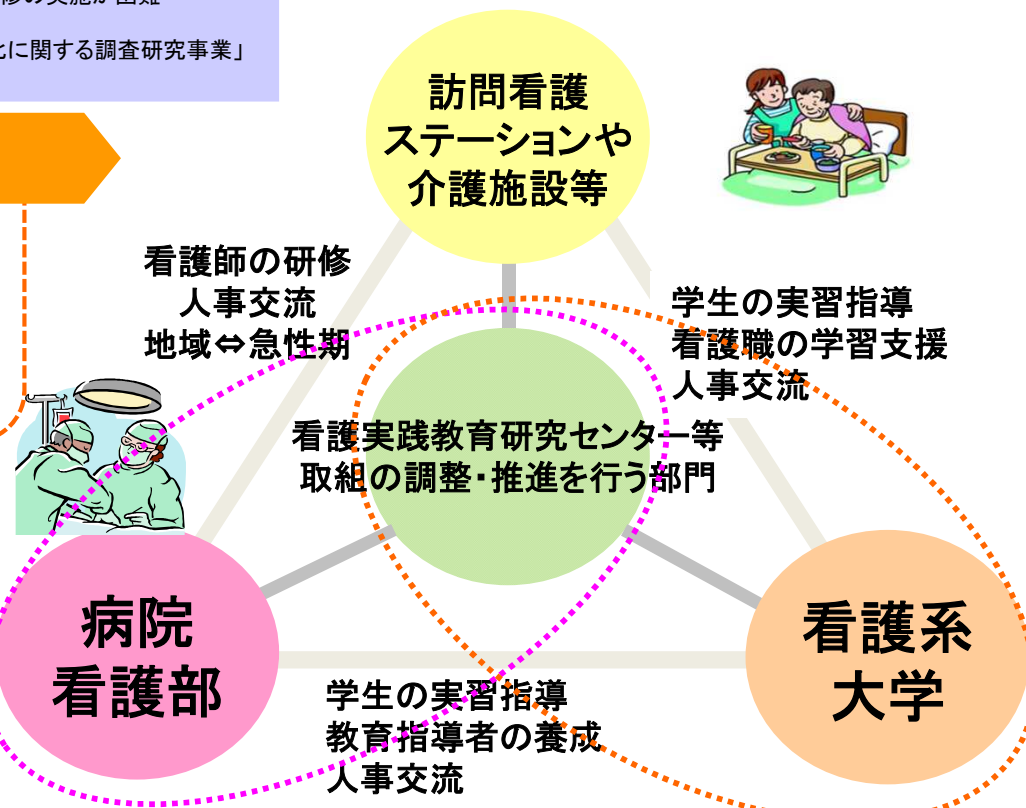 修の実施が困難
化に関する調査研究事業」
訪問看護
ステーションや
介護施設等
看護師の研修
人事交流
地域⇔急性期
学生の実習指導
看護職の学習支援
人事交流
看護実践教育研究センター等
取組の調整・推進を行う部門
病院
看護部
看護系
大学
学生の実習指導
教育指導者の養成
人事交流